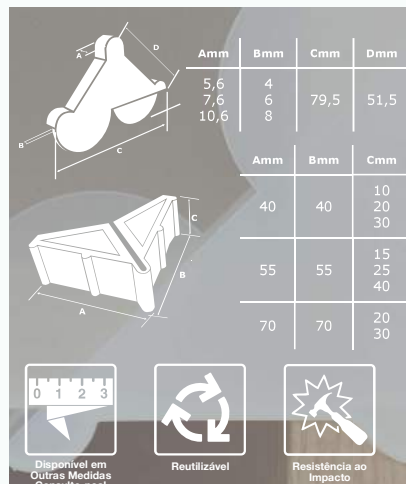 A
D
B
C
Amm Bmm Cmm Dmm
5,6 4
7,6 6 79,5 51,5
10,6 8
Amm Bmm Cmm
40 40 10
20
30
55 55 15
25
40
70 70 20
30
C
B
A
0 1 2 3
Disponível em
Outras Medidas
Consulte-nos!
Reutilizável
Resistência ao
Impacto